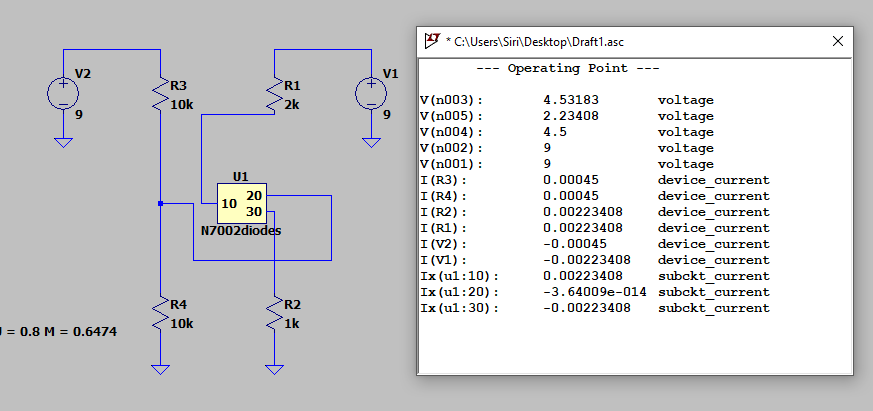 V2
9
R3
10k
R1
2k
V1
9
U1
10 20
30
N7002diodes
R4
10k
R2
1k
= 0.8 M = 0.6474
* C:\Users\Siri\Desktop\Draft1.asc
--- Operating Point ---
V(n003): 4.53183 voltage
V(n005): 2.23408 voltage
V(n004): 4.5 voltage
V(n002): 9 voltage
V(n001): 9 voltage
I(R3): 0.00045 device_current
I(R4): 0.00045 device_current
I(R2): 0.00223408 device_current
I(R1): 0.00223408 device_current
I(V2): -0.00045 device_current
I(V1): -0.00223408 device_current
Ix(u1:10): 0.00223408 subckt_current
Ix(u1:20): -3.64009e-014 subckt_current
Ix(u1:30): -0.00223408 subckt_current